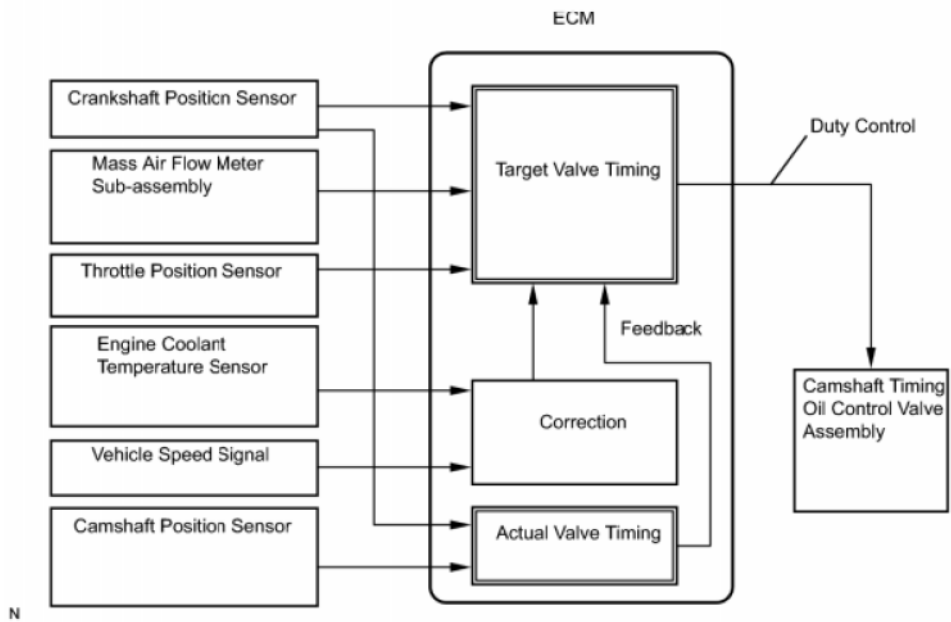 ECM
Crankshaft Position Sensor
Mass Air Flow Meter
Sub-assembly
Throttle Position Sensor
Engine Coolant
Temperature Sensor
Vehicle Speed Signal
Camshaft Position Sensor
Target Valve Timing
Feedback
Correction
Actual Valve Timing
Duty Control
Camshaft Timing
Oil Control Valve
Assembly
N